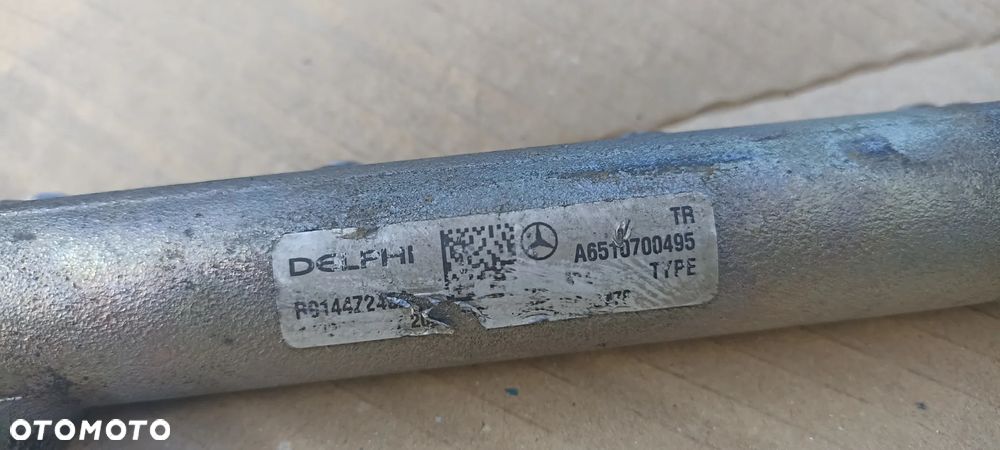 DELPHI
TR
A6510700495
TYPE
OTOMOTO